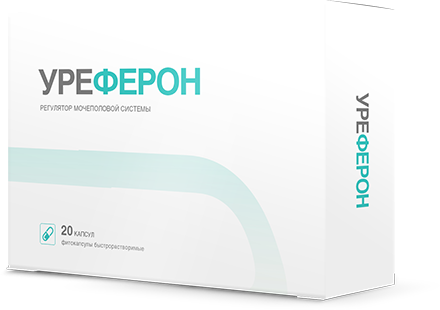 УРЕФЕРОН
РЕГУЛЯТОР МОЧЕПОЛОВОЙ СИСТЕМЫ
20 КАПСУЛ
фитокапсулы быстрорастворимые
УРЕФЕРОН